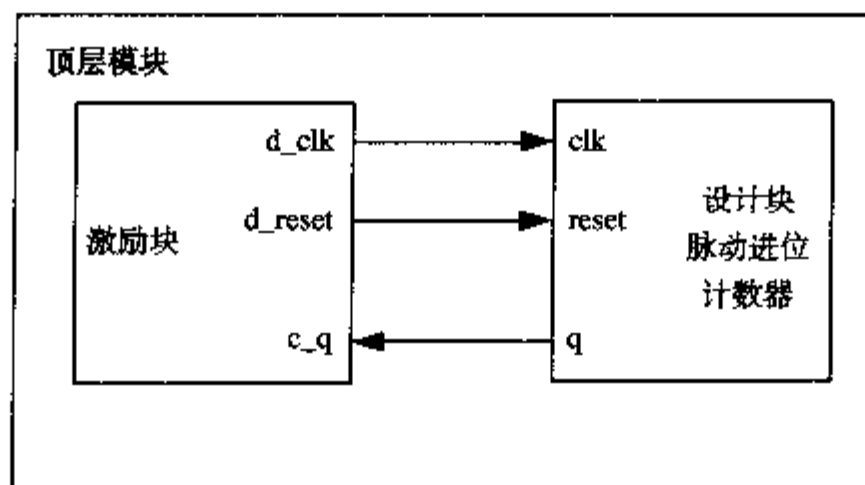 顶层模块
d_clk
clk
d_reset
reset
激励块
设计块
脉动进位
计数器
c_q
q